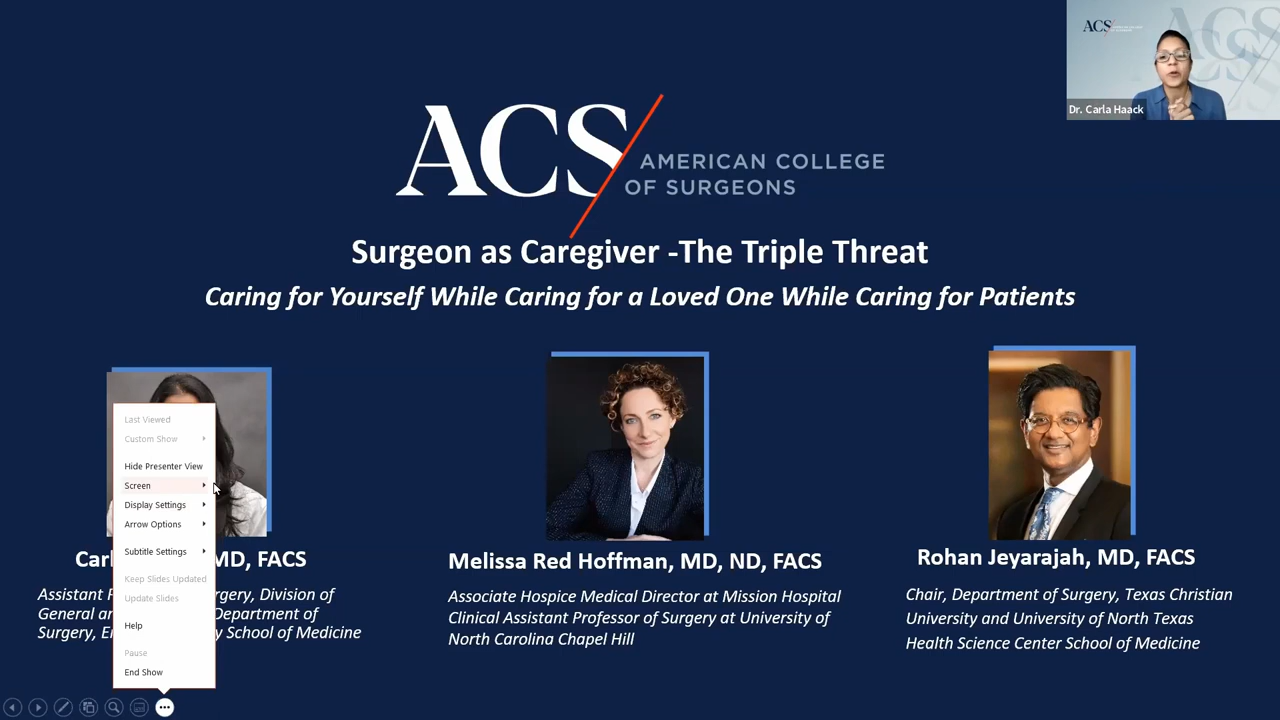 ACS
Dr. Carla Haack
ACS
AMERICAN COLLEGE
OF SURGEONS
Surgeon as Caregiver -The Triple Threat
Caring for Yourself While Caring for a Loved One While Caring for Patients
Last Viewed
Custom Show
Hide Presenter View
Screen
Display Settings
Arrow Options
Subtitle Settings
Keep Slides Updated
Update Slides
Help
Pause
End Show
MD, FACS
Assistant rgery, Division of
General Department of
Surgery, y School of Medicine
Melissa Red Hoffman, MD, ND, FACS
Associate Hospice Medical Director at Mission Hospital
Clinical Assistant Professor of Surgery at University of
North Carolina Chapel Hill
Rohan Jeyarajah, MD, FACS
Chair, Department of Surgery, Texas Christian
University and University of North Texas
Health Science Center School of Medicine